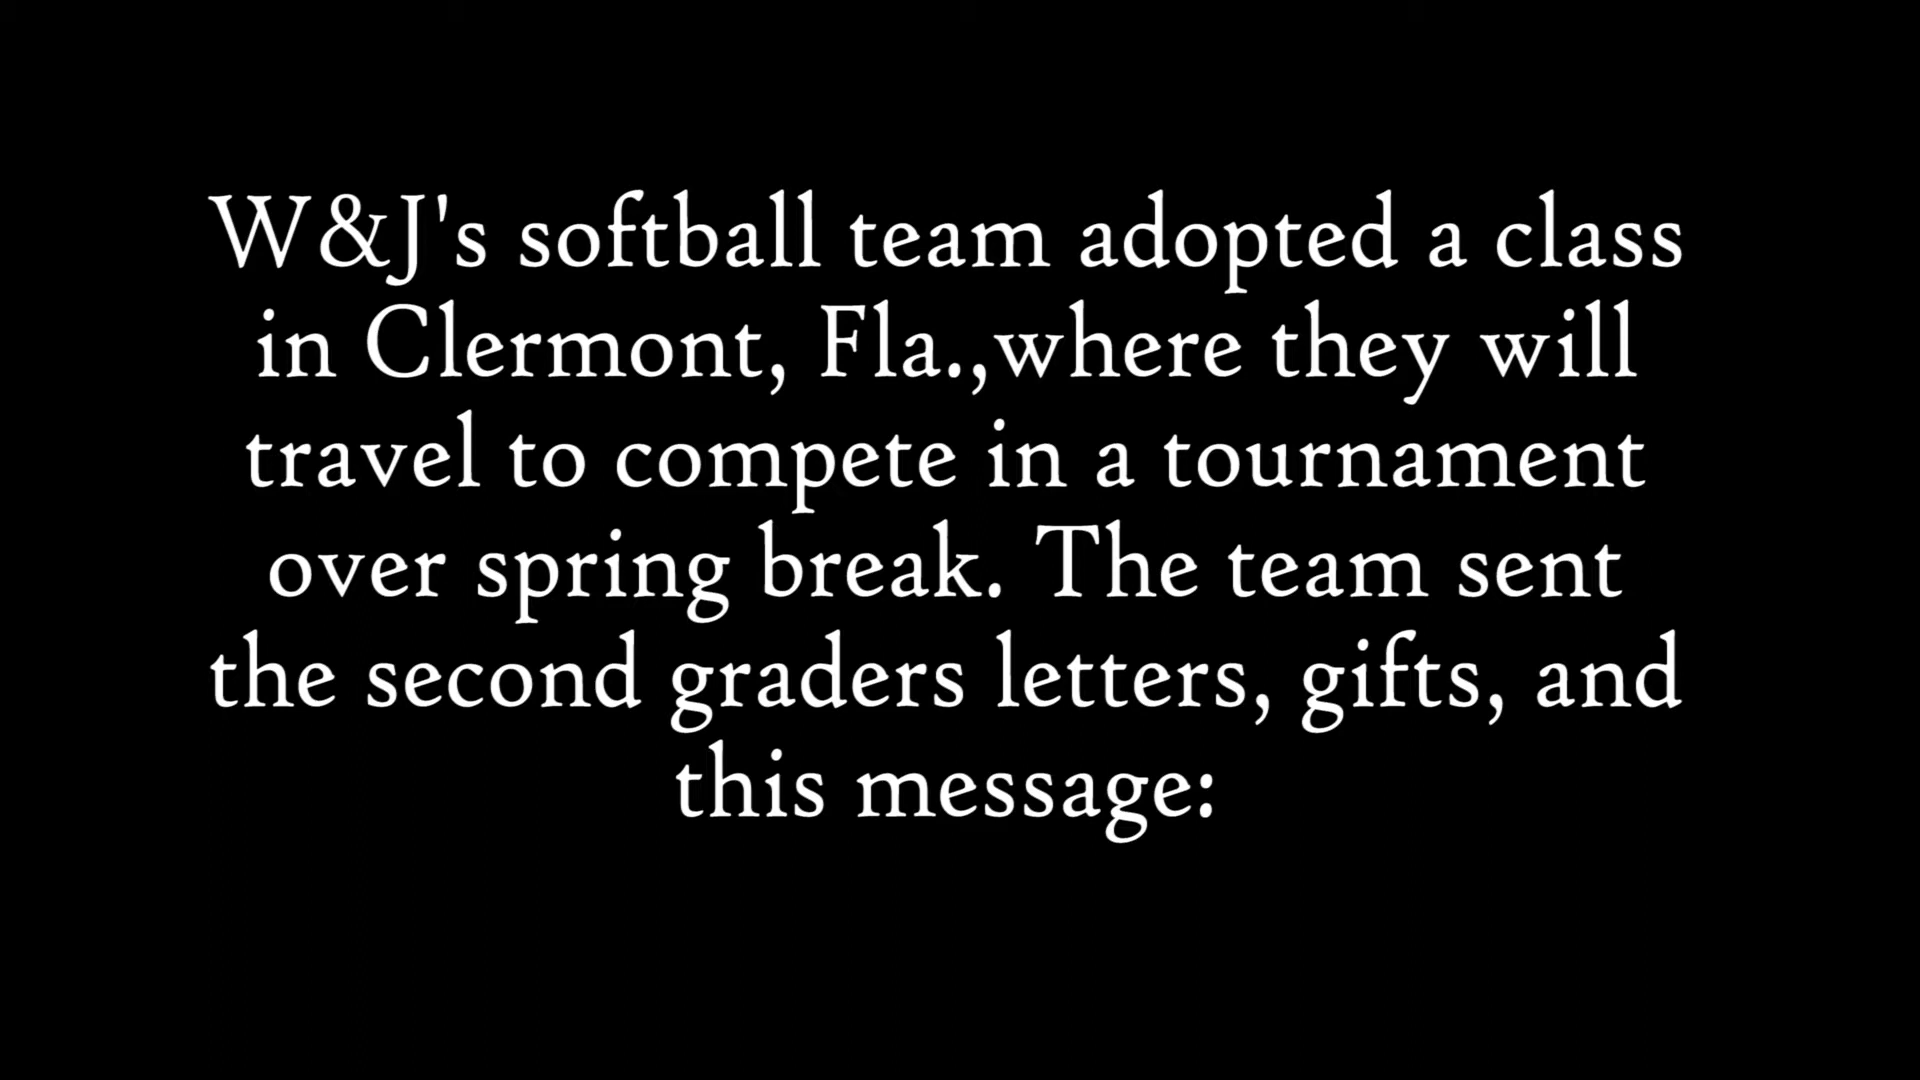 W&J's softball team adopted a class
in Clermont, Fla.,where they will
travel to compete in a tournament
over spring break. The team sent
the second graders letters, gifts, and
this message: